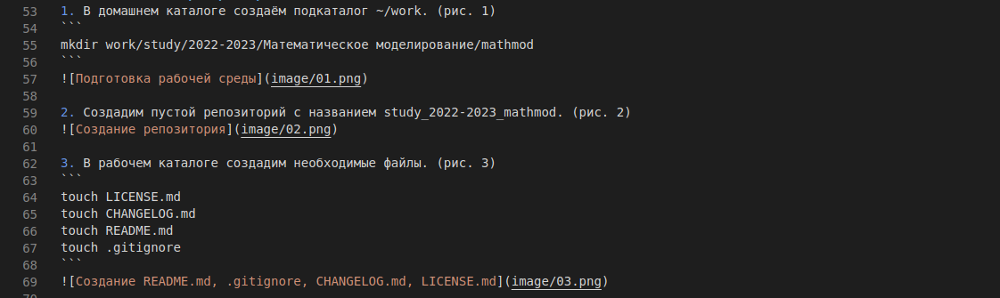 53 1. В домашнем каталоге создаём подкаталог ~/work. (рис. 1)
54 ```
55 mkdir work/study/2022-2023/Математическое моделирование/mathmod
56 ```
57 ![Подготовка рабочей среды](image/01.png)
58
59 2. Создадим пустой репозиторий с названием study_2022-2023_mathmod. (рис. 2)
60 ![Создание репозитория](image/02.png)
61
62 3. В рабочем каталоге создадим необходимые файлы. (рис. 3)
63 ```
64 touch LICENSE.md
65 touch CHANGELOG.md
66 touch README.md
67 touch .gitignore
68 ```
69 ![Создание README.md, .gitignore, CHANGELOG.md, LICENSE.md](image/03.png)